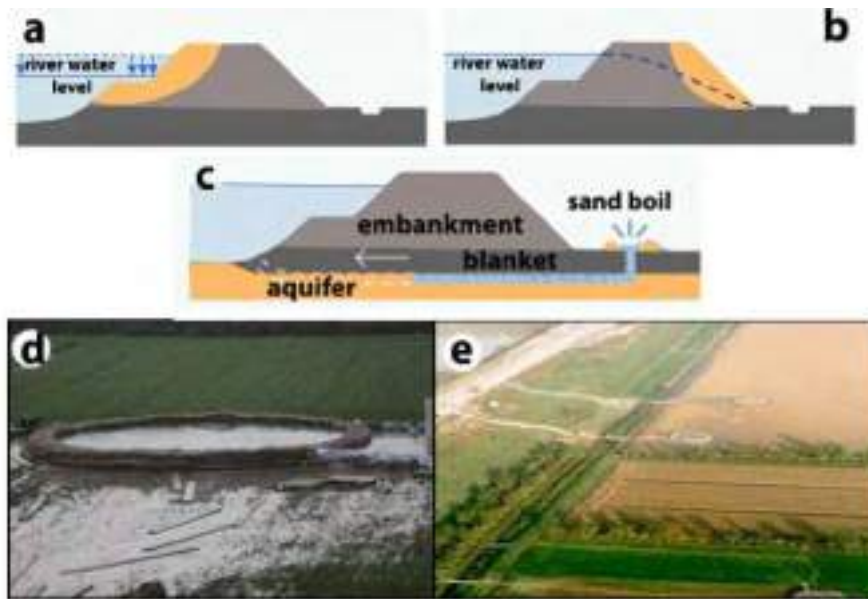 a
river water
level
b
river water
level
c
sand boil
embankment
blanket
aquifer
d
e